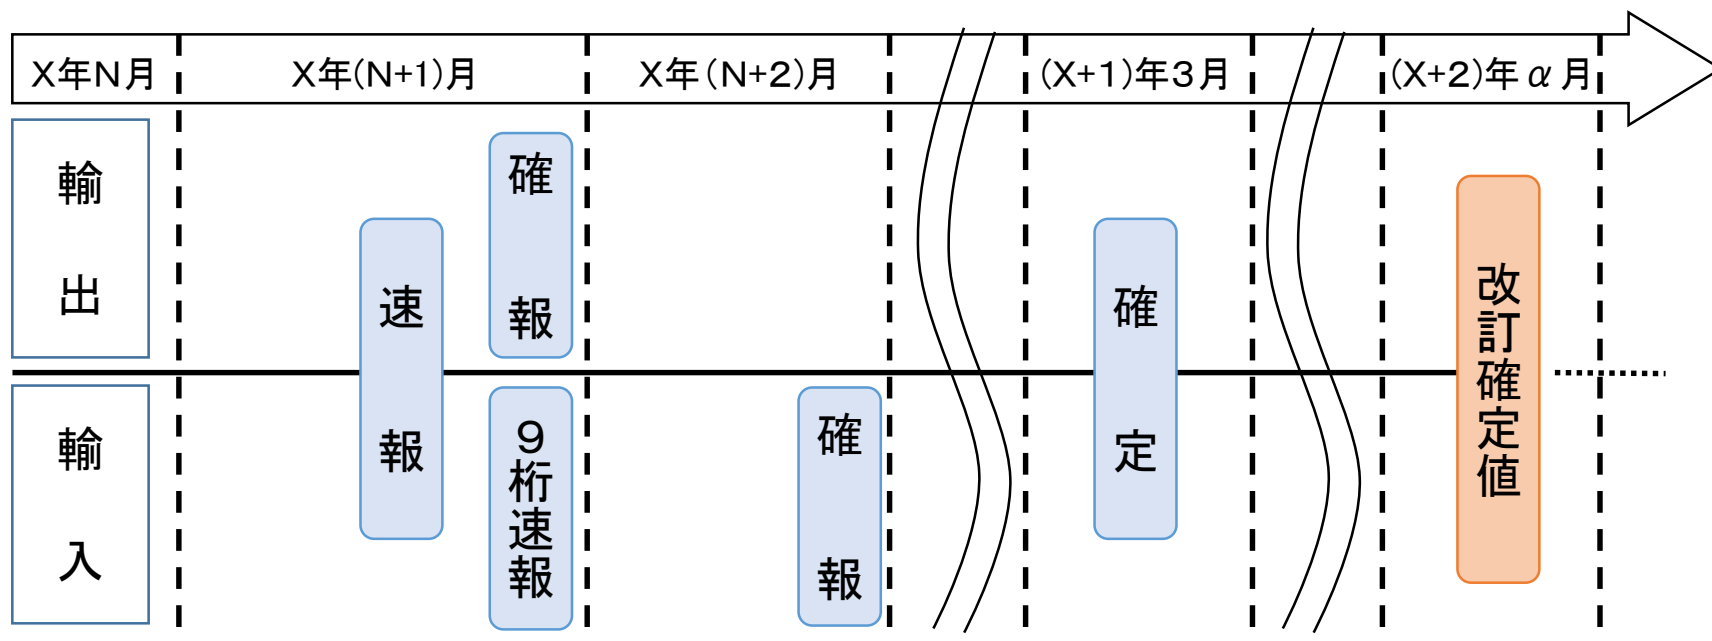 X年N月
X年(N+1)月
X年(N+2)月
(X+1)年3月
(X+2)年α月
輸出
速報
確報
確定
改訂確定値
輸入
9桁速報
確報